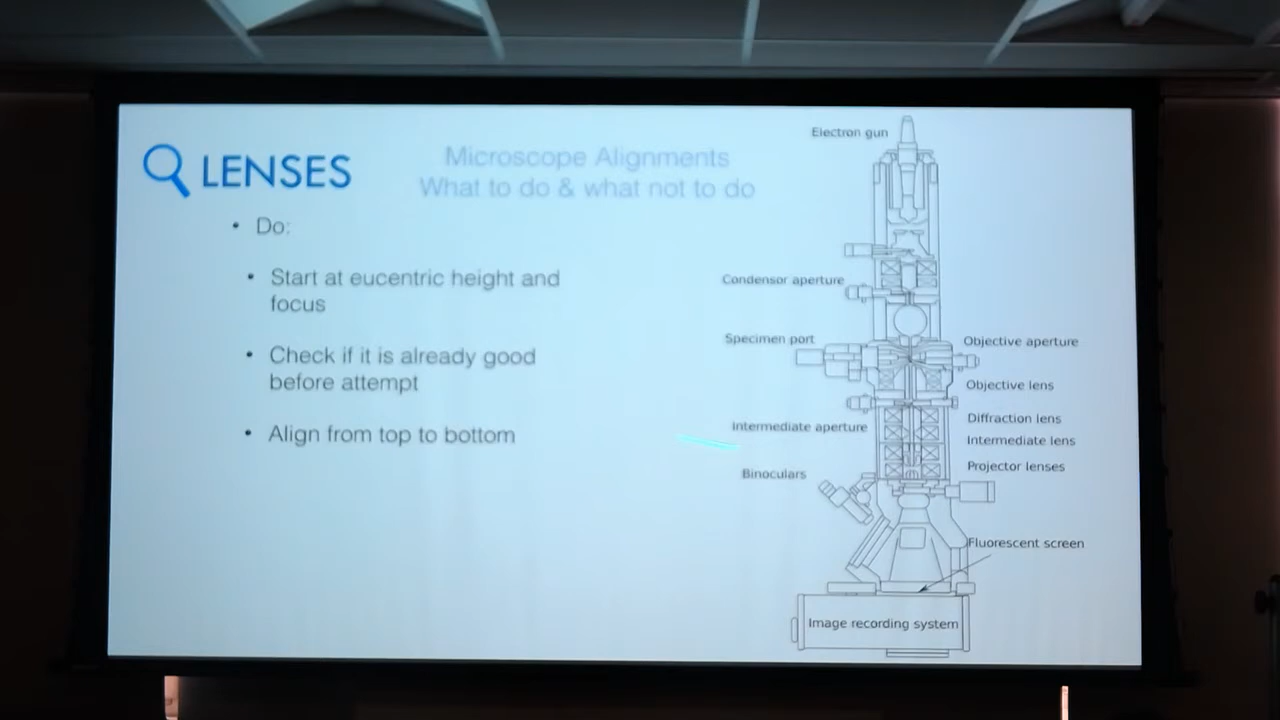 LENSES
Microscope Alignments
What to do & what not to do
• Do:
• Start at eucentric height and
focus
• Check if it is already good
before attempt
• Align from top to bottom
Electron gun
Condensor aperture
Specimen port
Objective aperture
Objective lens
Diffraction lens
Intermediate aperture
Intermediate lens
Projector lenses
Binoculars
Fluorescent screen
Image recording system